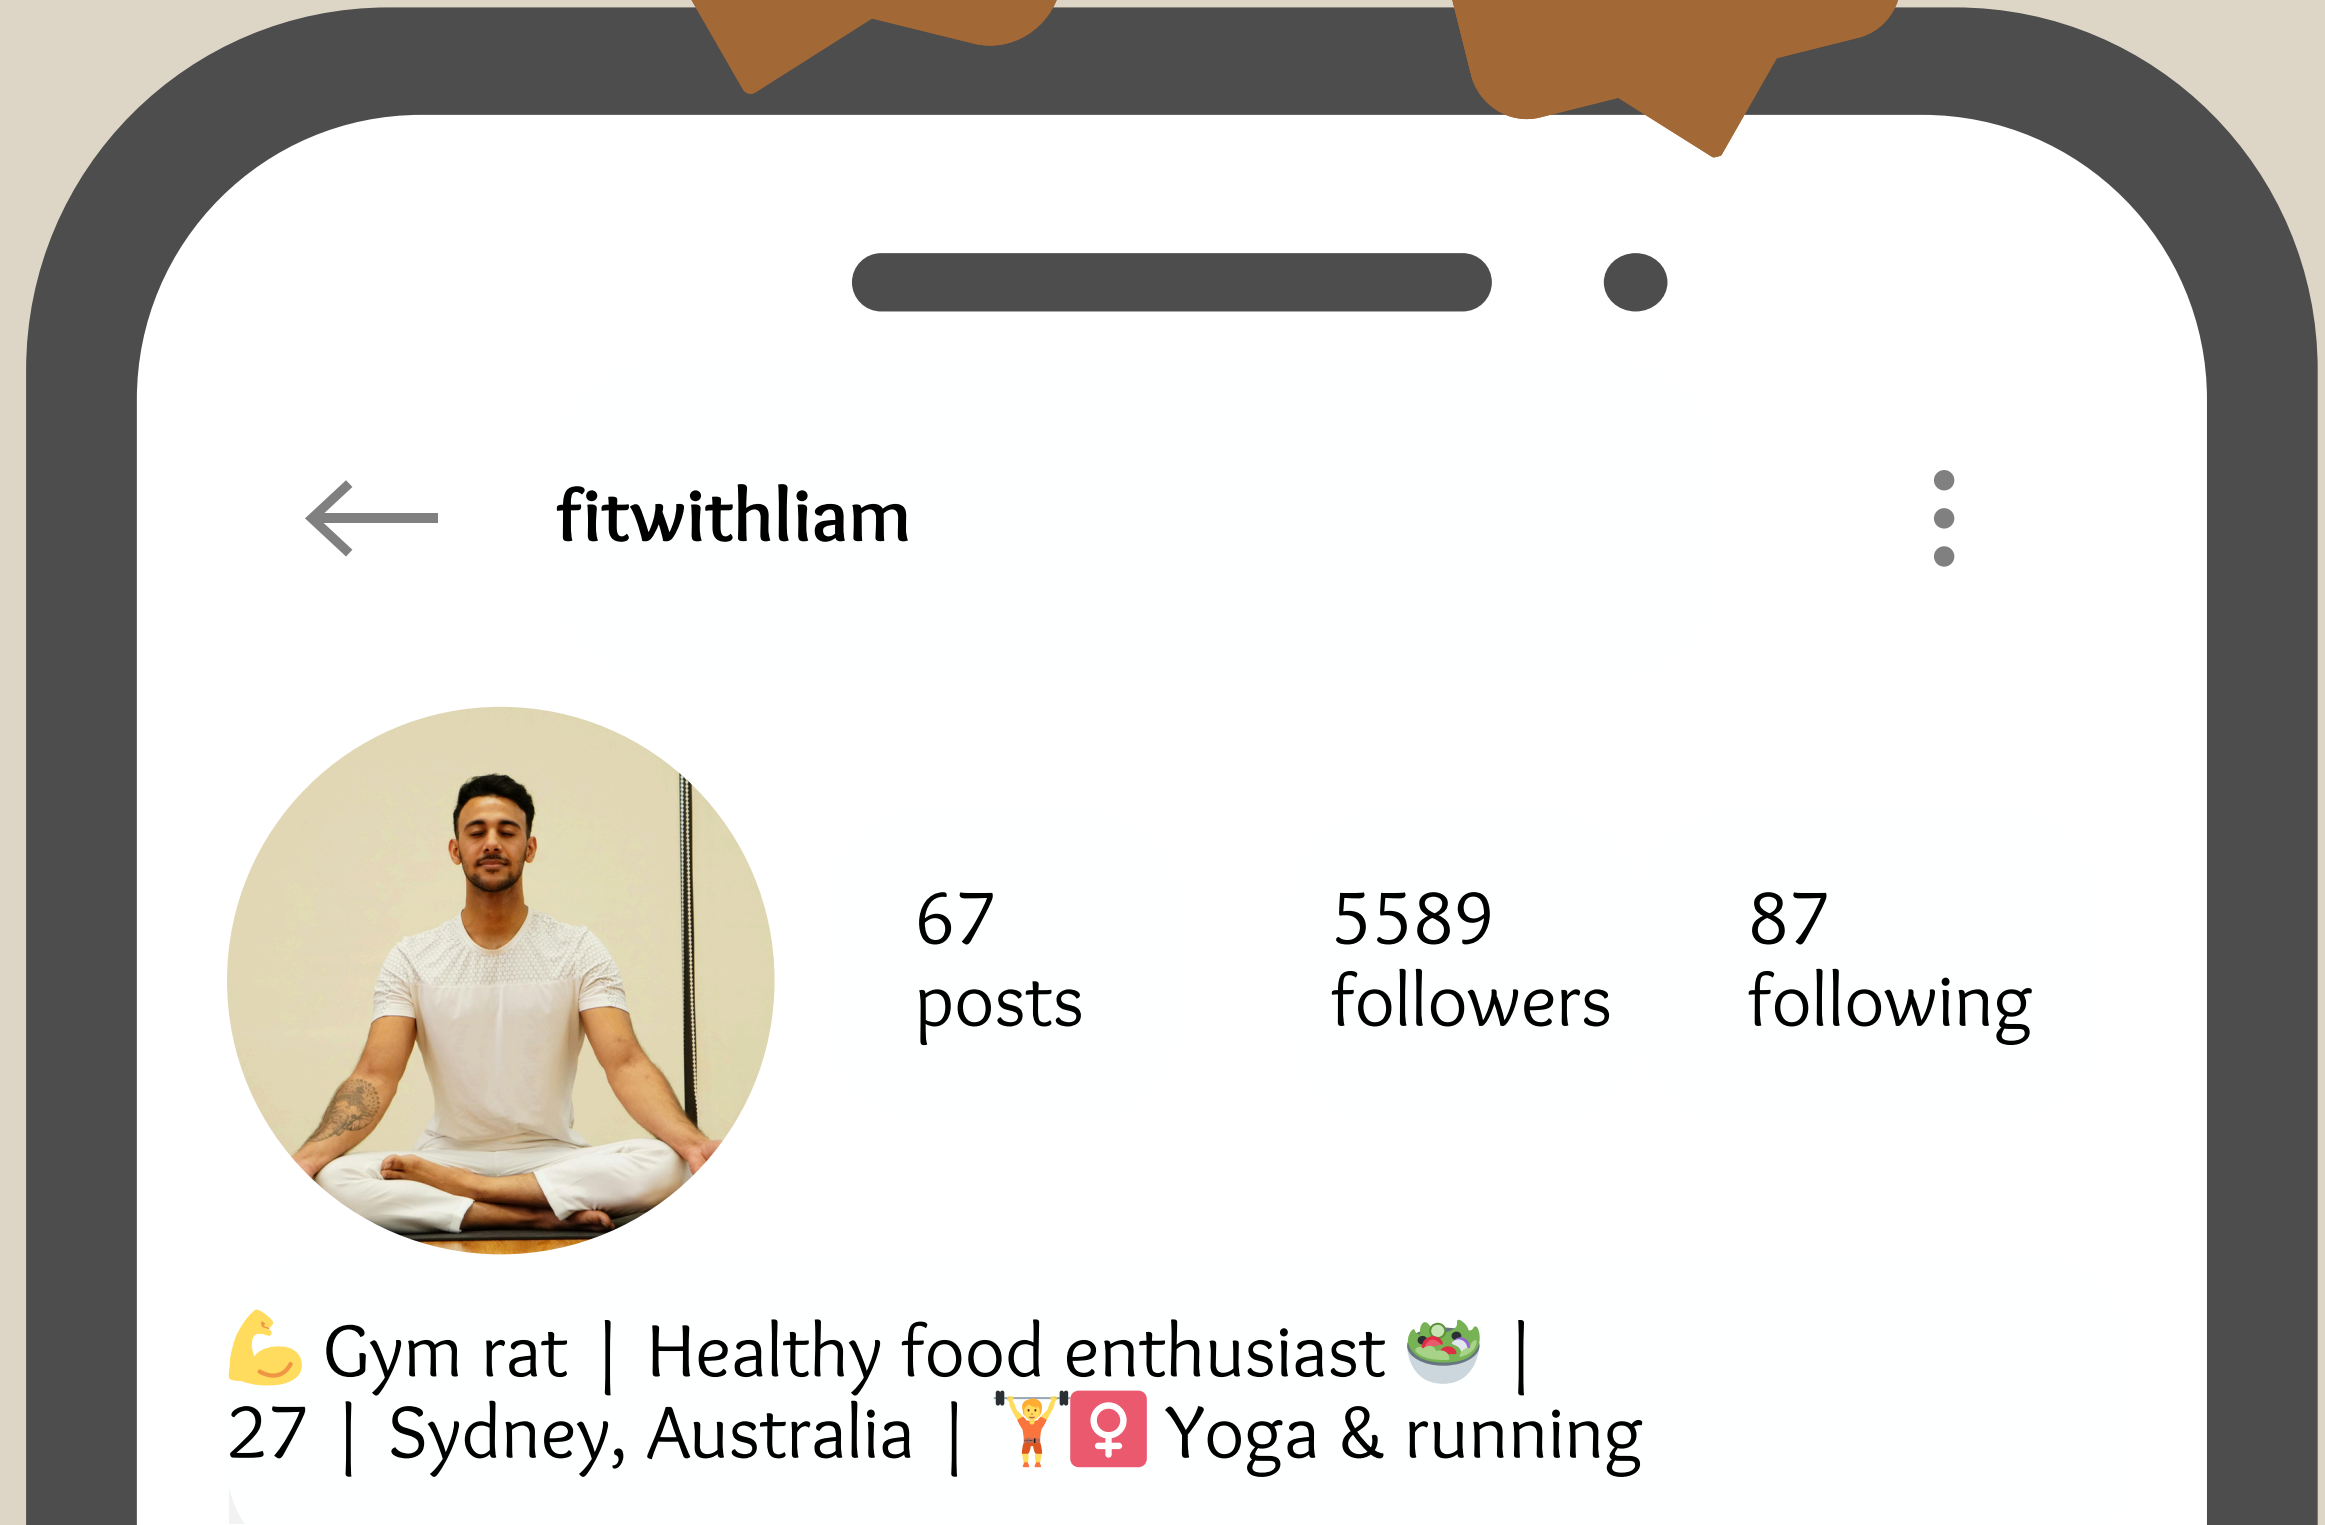 fitwithliam
67
posts
5589
followers
87
following
💪 Gym rat | Healthy food enthusiast 🥗 |
27 | Sydney, Australia | 🏋️♀️ Yoga & running